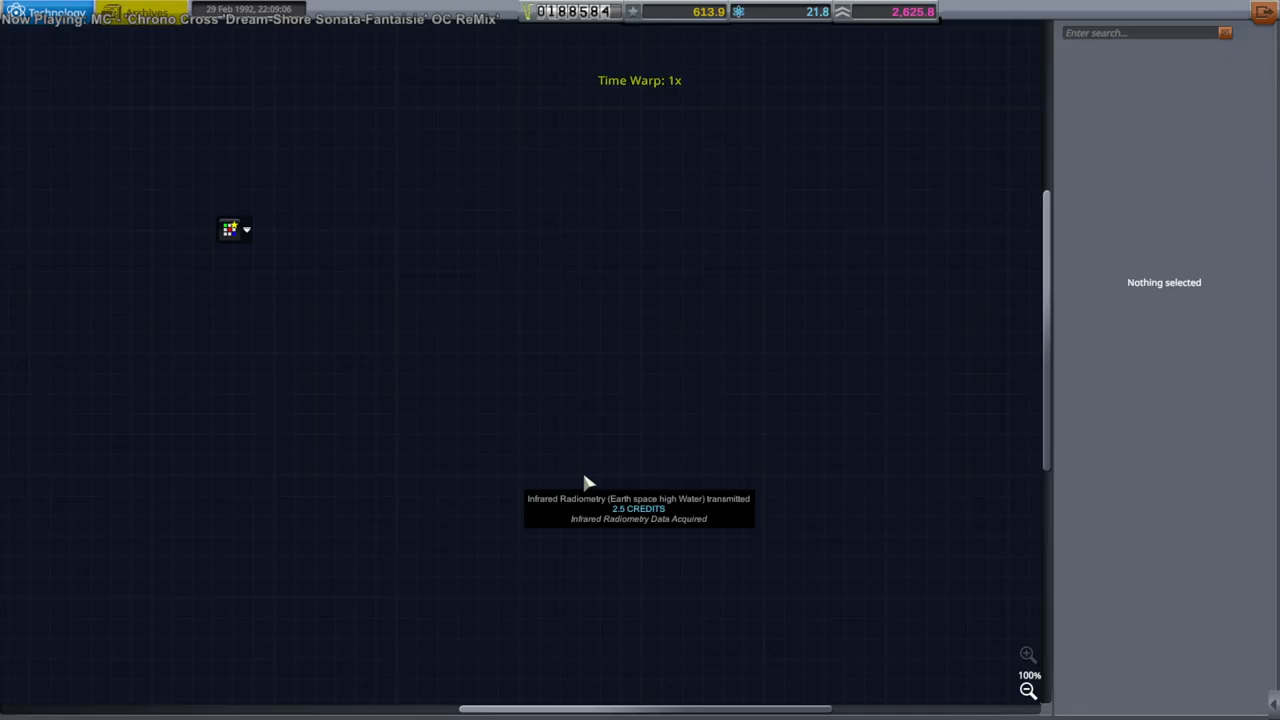 Technology
Archives
29 Feb 1992, 22:09:06
0188584
613.9
21.8
2,625.8
Now Playing: MC - 'Chrono Cross 'Dream-Shore Sonata-Fantaisie' OC ReMix'
Enter search...
Time Warp: 1x
Nothing selected
Infrared Radiometry (Earth space high Water) transmitted
2.5 CREDITS
Infrared Radiometry Data Acquired
100%